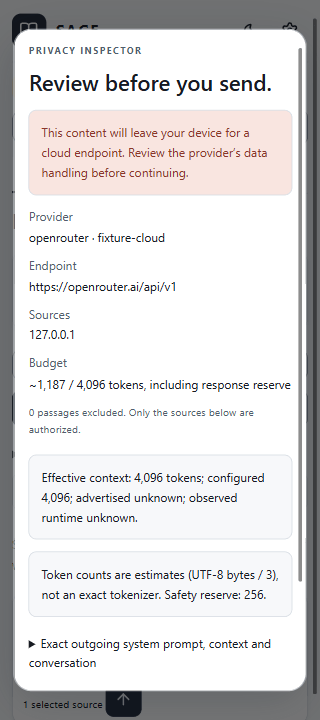 SAGE
PRIVACY INSPECTOR
Review before you send.
This content will leave your device for a
cloud endpoint. Review the provider's data
handling before continuing.
Provider
openrouter · fixture-cloud
Endpoint
https://openrouter.ai/api/v1
Sources
127.0.0.1
Budget
~1,187 / 4,096 tokens, including response reserve
0 passages excluded. Only the sources below are
authorized.
Effective context: 4,096 tokens; configured
4,096; advertised unknown; observed
runtime unknown.
Token counts are estimates (UTF-8 bytes / 3),
not an exact tokenizer. Safety reserve: 256.
Exact outgoing system prompt, context and
conversation
1 selected source